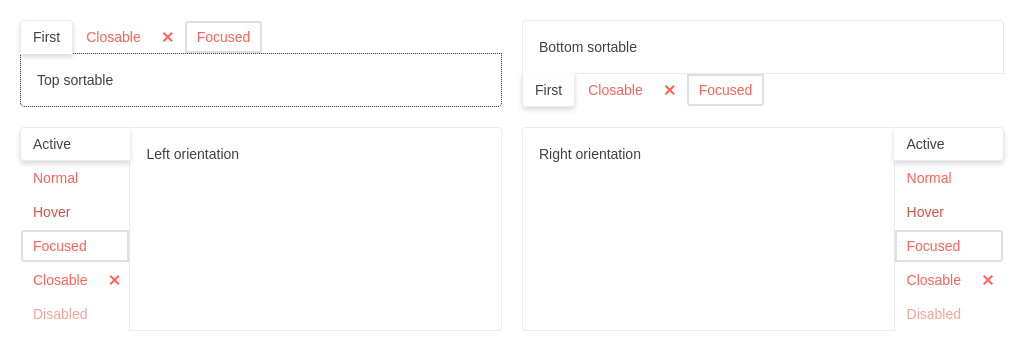 First Closable ✕ Focused
Top sortable
Bottom sortable
First Closable ✕ Focused
Active
Normal
Hover
Focused
Closable ✕
Disabled
Left orientation
Right orientation
Active
Normal
Hover
Focused
Closable ✕
Disabled